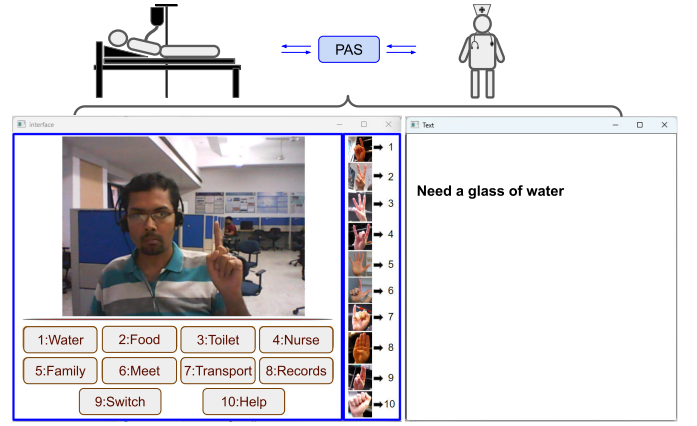 PAS
interface
Text
1:Water 2:Food 3:Toilet 4:Nurse
5:Family 6:Meet 7:Transport 8:Records
9:Switch 10:Help
1
2
3
4
5
6
7
8
9
10
Need a glass of water